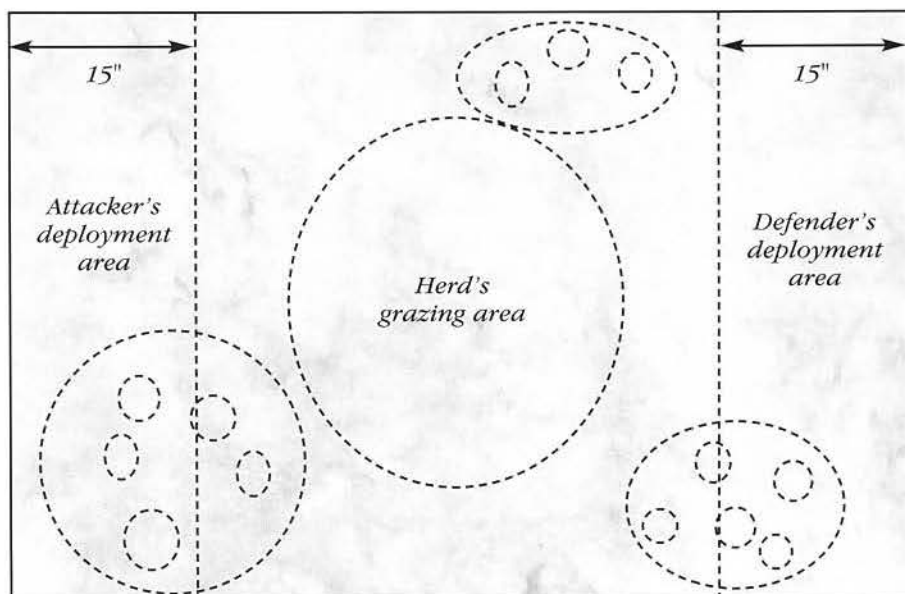 15"
15"
Attacker's
deployment
area
Herd's
grazing area
Defender's
deployment
area